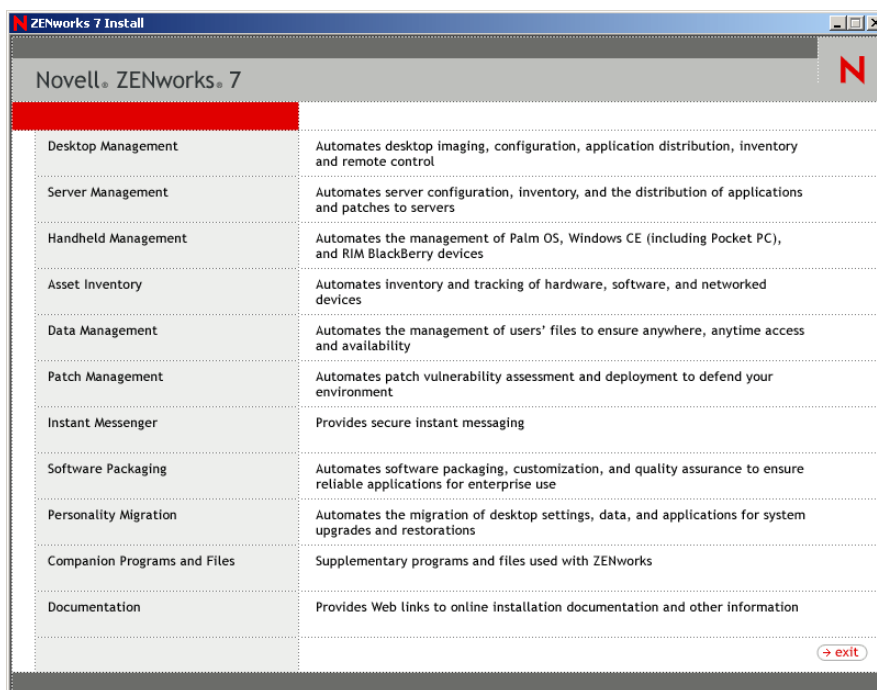 ZENworks 7 Install
Novell® ZENworks® 7
N
Desktop Management
Automates desktop imaging, configuration, application distribution, inventory
and remote control
Server Management
Automates server configuration, inventory, and the distribution of applications
and patches to servers
Handheld Management
Automates the management of Palm OS, Windows CE (including Pocket PC),
and RIM BlackBerry devices
Asset Inventory
Automates inventory and tracking of hardware, software, and networked
devices
Data Management
Automates the management of users' files to ensure anywhere, anytime access
and availability
Patch Management
Automates patch vulnerability assessment and deployment to defend your
environment
Instant Messenger
Provides secure instant messaging
Software Packaging
Automates software packaging, customization, and quality assurance to ensure
reliable applications for enterprise use
Personality Migration
Automates the migration of desktop settings, data, and applications for system
upgrades and restorations
Companion Programs and Files
Supplementary programs and files used with ZENworks
Documentation
Provides Web links to online installation documentation and other information
→ exit